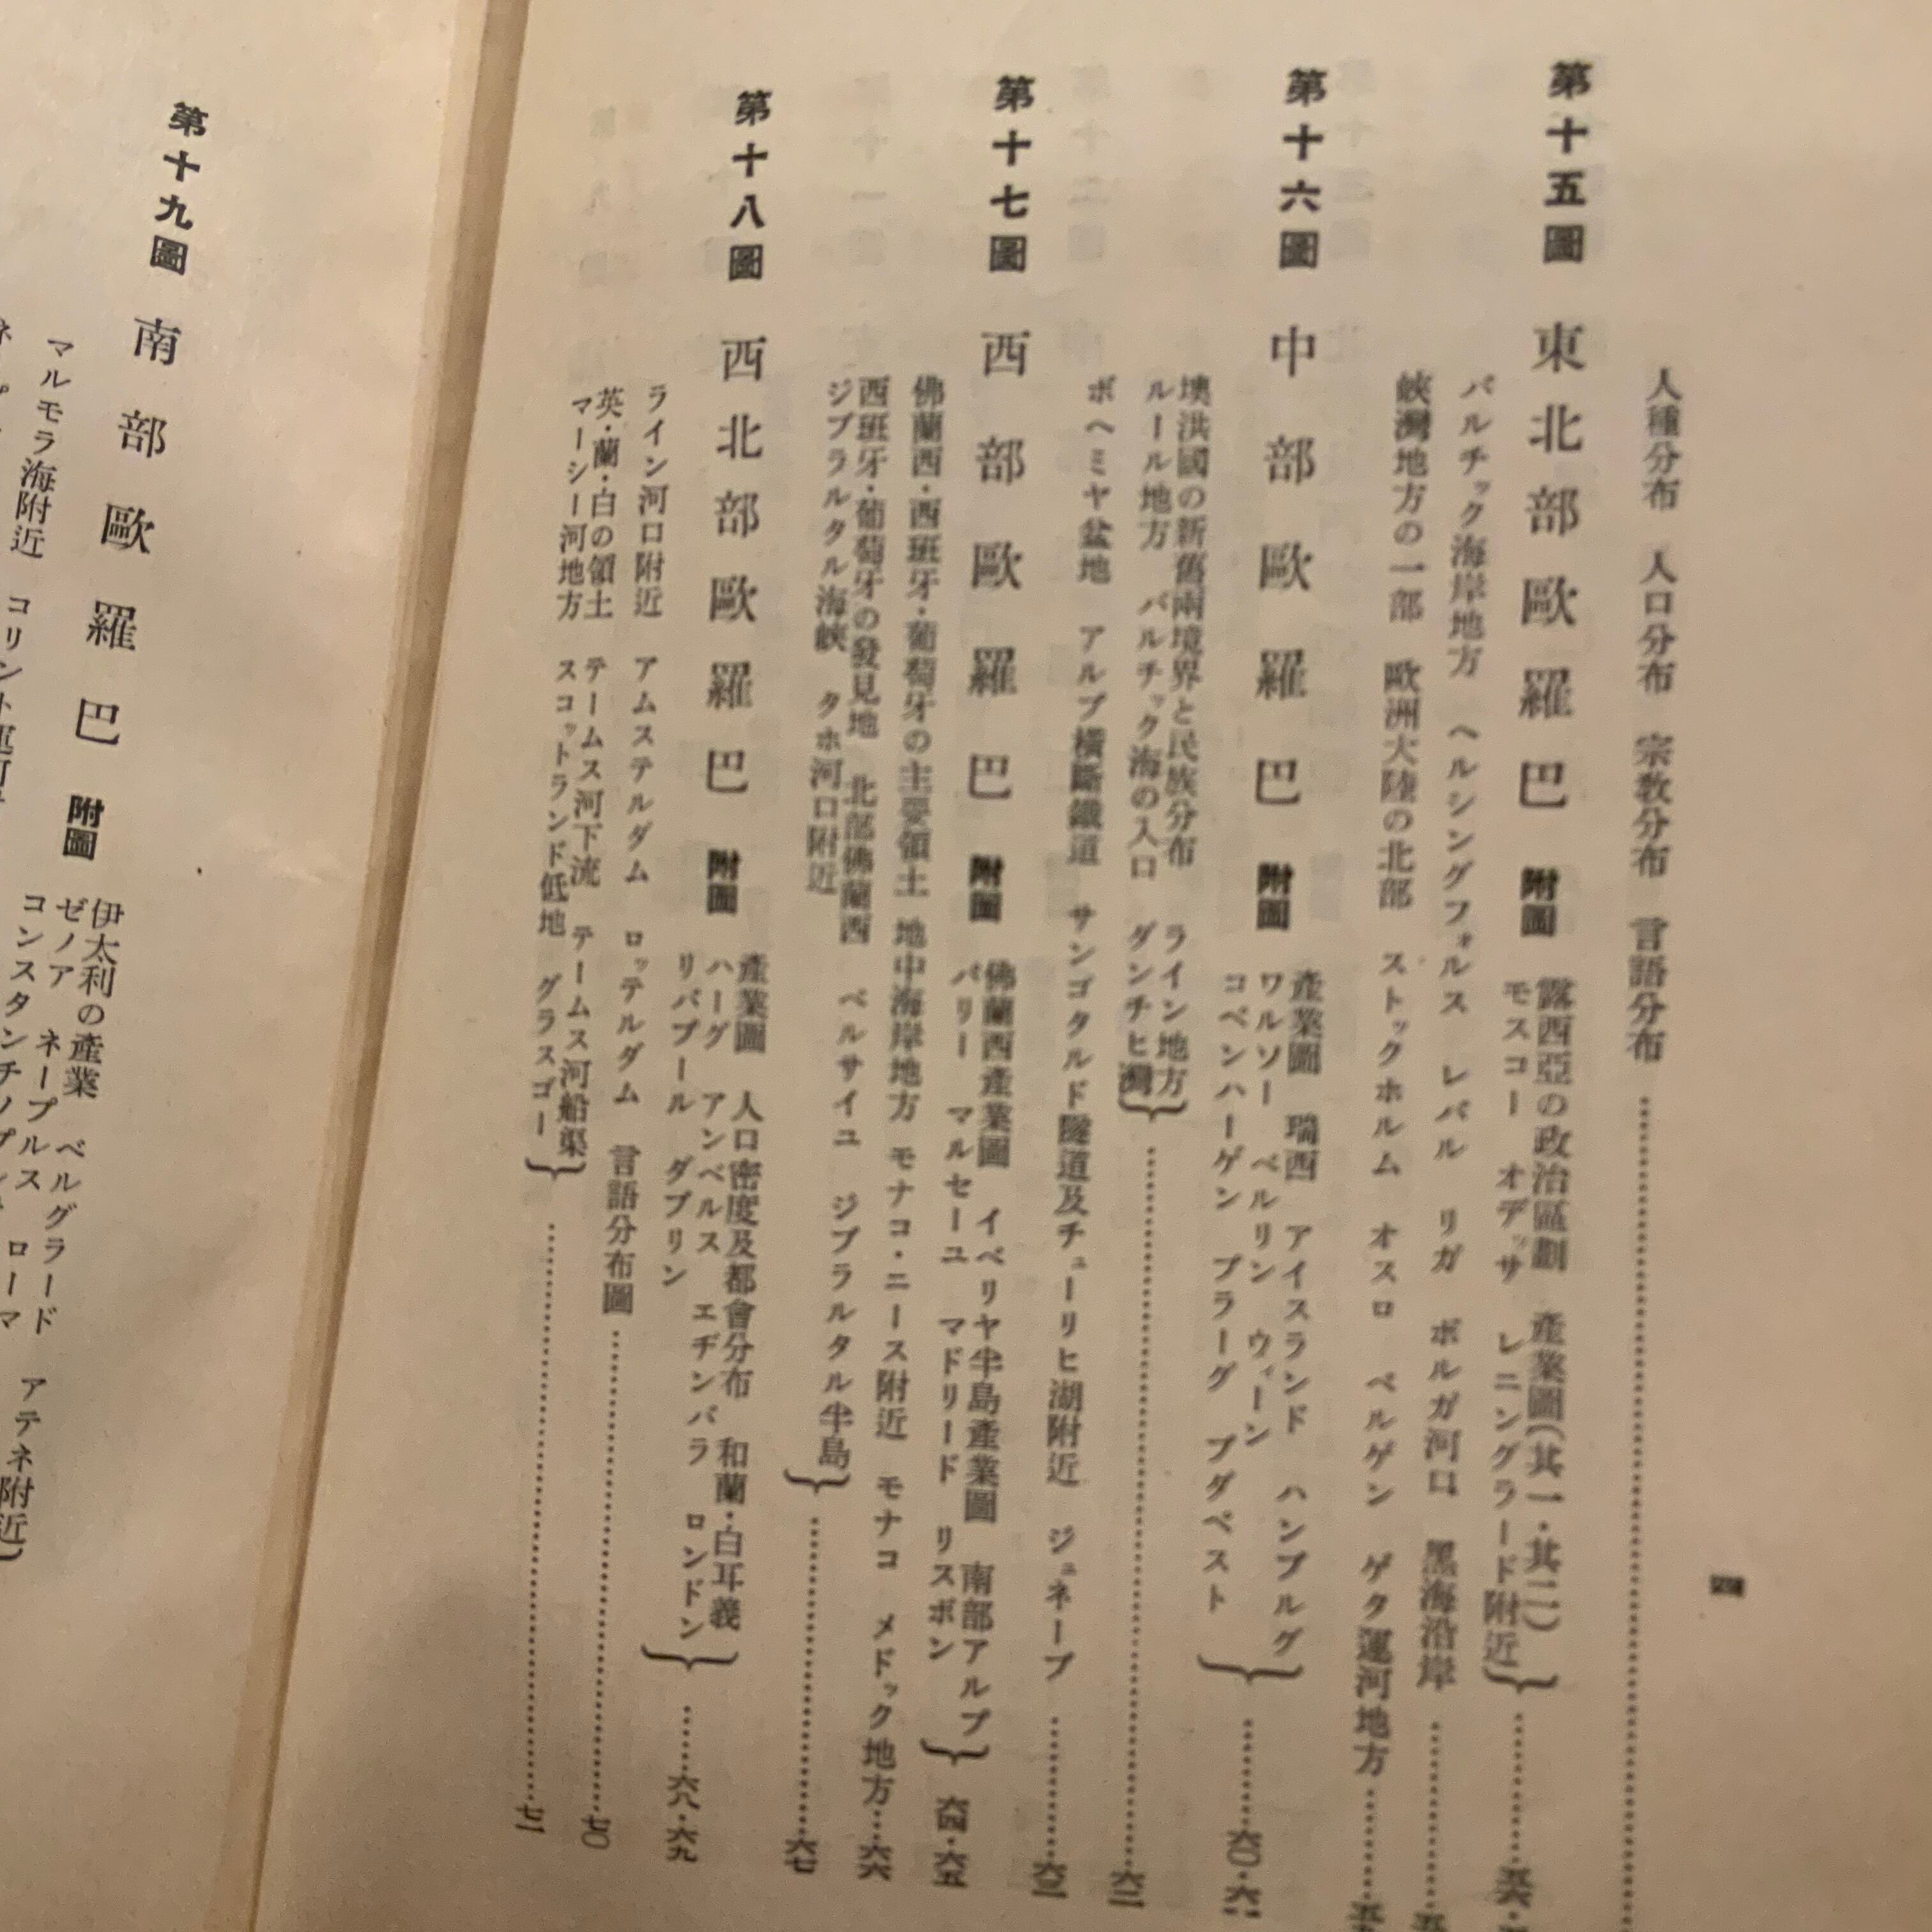 四
人種分布　人口分布　宗敎分布　言語分布
第十五圖　東北部歐羅巴　附圖
露西亞の政治區劃　產業圖(其一・其二)
モスコー　オデッサ　レニングラード附近
バルチック海岸地方　ヘルシングフォルス　レバル　リガ　ボルガ河口　黑海沿岸
峽灣地方の一部　歐洲大陸の北部　ストックホルム　オスロ　ベルゲン　ゲタ運河地方
第十六圖　中部歐羅巴　附圖
產業圖　瑞西　アイスランド　ハンブルグ
ワルソー　ベルリン　ウィーン
コペンハーゲン　プラーグ　ブダペスト
六〇・六一
墺洪國の新舊兩境界と民族分布　ライン地方
ルール地方　バルチック海の入口　ダンチヒ灣
六二
ボヘミヤ盆地　アルプ橫斷鐵道　サンゴタルド隧道及チューリヒ湖附近　ジュネーブ
第十七圖　西部歐羅巴　附圖
佛蘭西產業圖　イベリヤ半島產業圖　南部アルプ
パリー　マルセーユ　マドリード　リスボン
六四・六五
佛蘭西・西班牙・葡萄牙の主要領土　地中海岸地方　モナコ・ニース附近　モナコ　メドック地方……六六
西班牙・葡萄牙の發見地　北部佛蘭西　ベルサイユ　ジブラルタル半島
ジブラルタル海峽　タホ河口附近
六七
第十八圖　西北部歐羅巴　附圖
產業圖　人口密度及都會分布　和蘭・白耳義
ハーグ　アンベルス　エヂンバラ　ロンドン
リバプール　ダブリン
六八・六九
ライン河口附近　アムステルダム　ロッテルダム　言語分布圖……七〇
英・蘭・白の領土　テームス河下流　テームス河船渠
マーシー河地方　スコットランド低地　グラスゴー
七一
第十九圖　南部歐羅巴　附圖
伊太利の產業　ベルグラード　アテネ附近
ゼノア　ネープルス　ローマ
マルモラ海附近